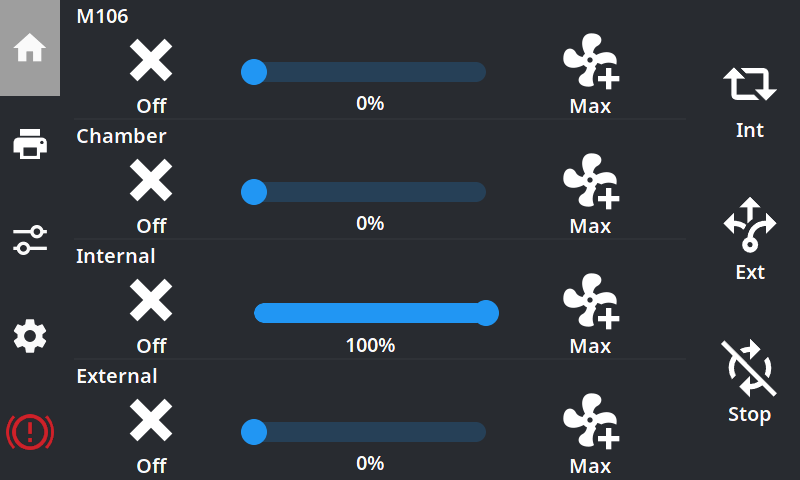 M106
Off
0%
Max
Chamber
Off
0%
Max
Internal
Off
100%
Max
External
Off
0%
Max
Int
Ext
Stop